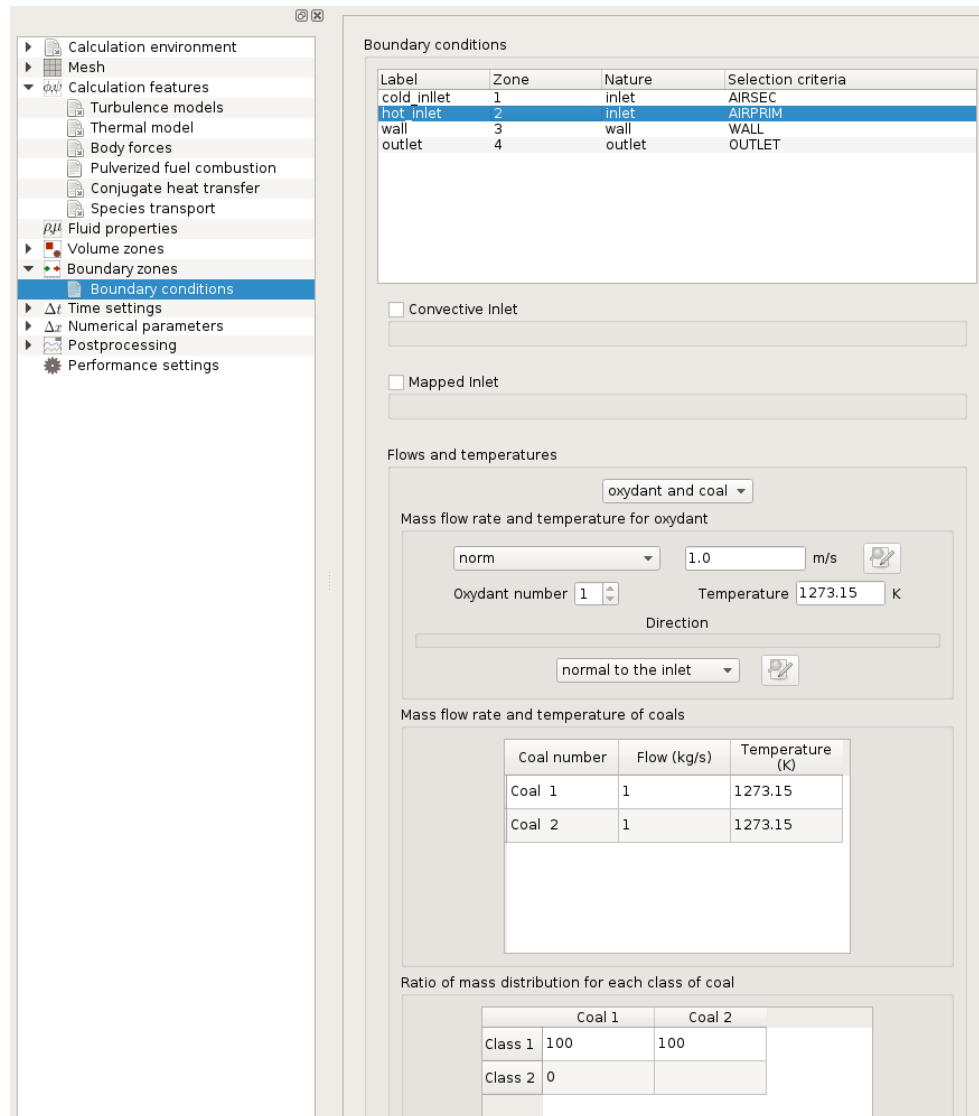 Calculation environment
Mesh
φ,ψ Calculation features
Turbulence models
Thermal model
Body forces
Pulverized fuel combustion
Conjugate heat transfer
Species transport
ρ,μ Fluid properties
Volume zones
Boundary zones
Boundary conditions
Δt Time settings
Δx Numerical parameters
Postprocessing
Performance settings
Boundary conditions
Label Zone Nature Selection criteria
cold_inllet 1 inlet AIRSEC
hot_inlet 2 inlet AIRPRIM
wall 3 wall WALL
outlet 4 outlet OUTLET
Convective Inlet
Mapped Inlet
Flows and temperatures
oxydant and coal
Mass flow rate and temperature for oxydant
norm 1.0 m/s
Oxydant number 1 Temperature 1273.15 K
Direction
normal to the inlet
Mass flow rate and temperature of coals
Coal number Flow (kg/s) Temperature
(K)
Coal 1 1 1273.15
Coal 2 1 1273.15
Ratio of mass distribution for each class of coal
Coal 1 Coal 2
Class 1 100 100
Class 2 0